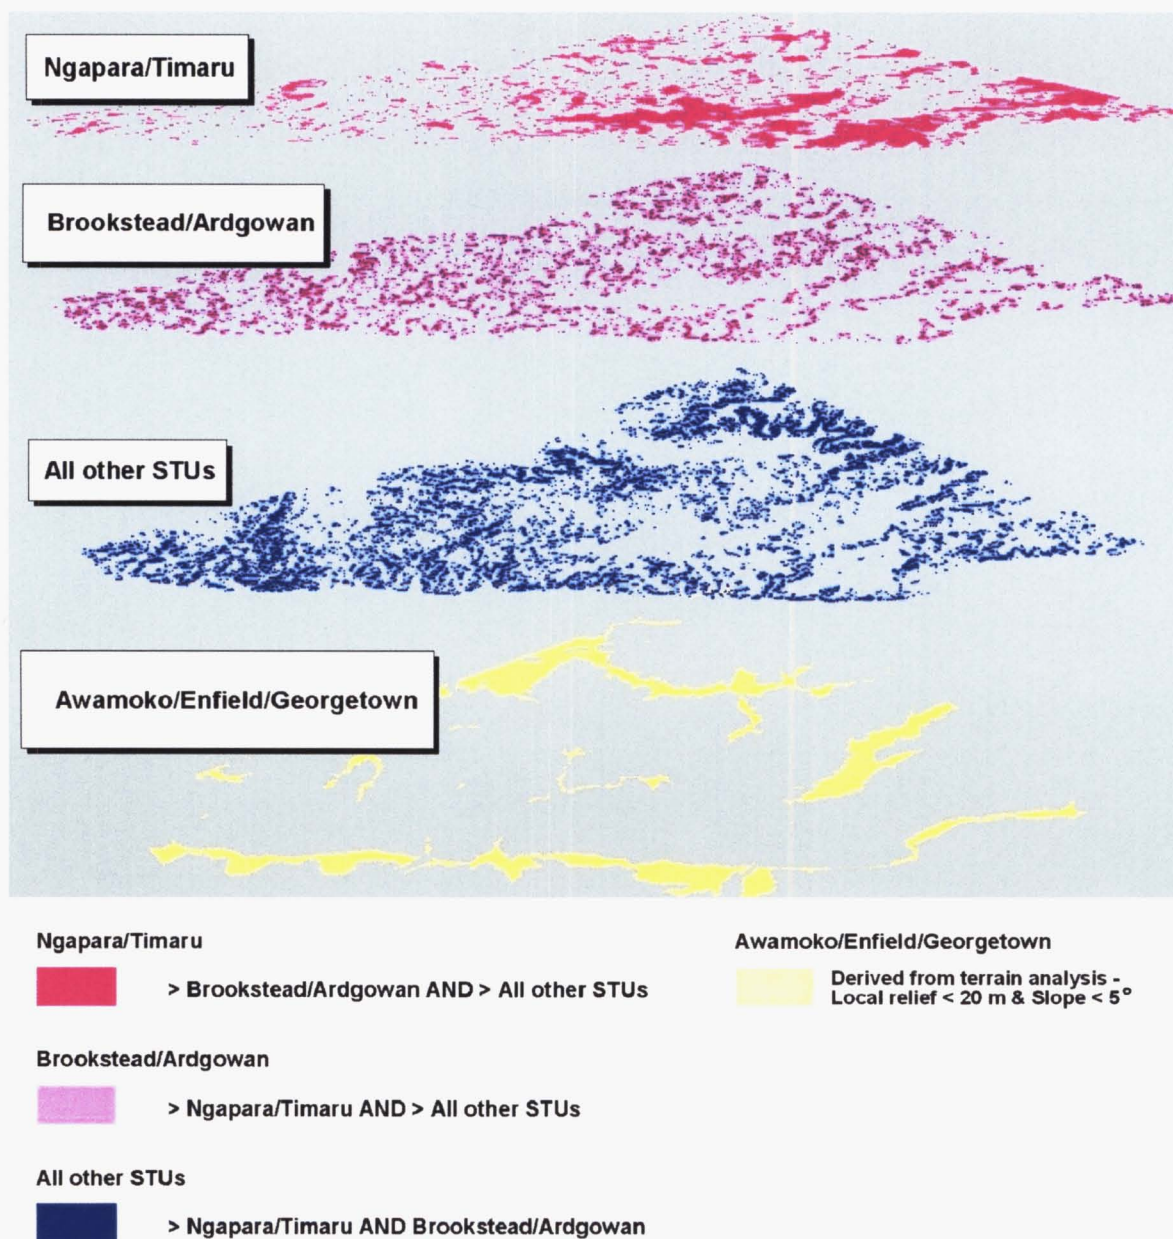 Ngapara/Timaru
Brookstead/Ardgowan
All other STUs
Awamoko/Enfield/Georgetown
Ngapara/Timaru
> Brookstead/Ardgowan AND > All other STUs
Awamoko/Enfield/Georgetown
Derived from terrain analysis -
Local relief < 20 m & Slope < 5°
Brookstead/Ardgowan
> Ngapara/Timaru AND > All other STUs
All other STUs
> Ngapara/Timaru AND Brookstead/Ardgowan